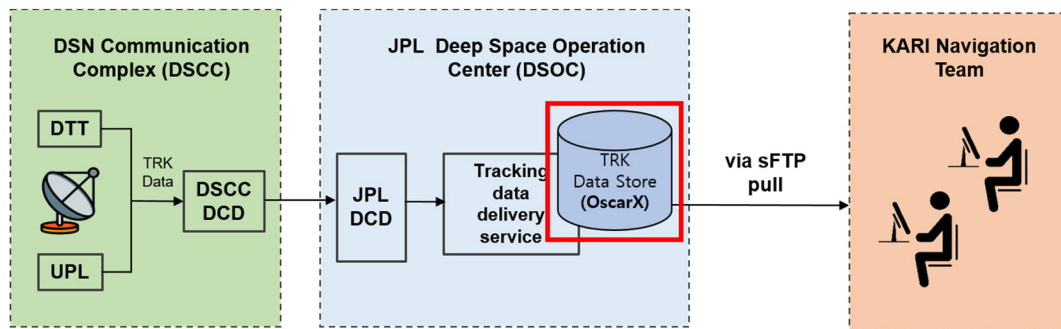 DSN Communication
Complex (DSCC)
DTT
TRK
Data
DSCC
DCD
UPL
JPL Deep Space Operation
Center (DSOC)
JPL
DCD
Tracking
data
delivery
service
TRK
Data Store
(OscarX)
via sFTP
pull
KARI Navigation
Team